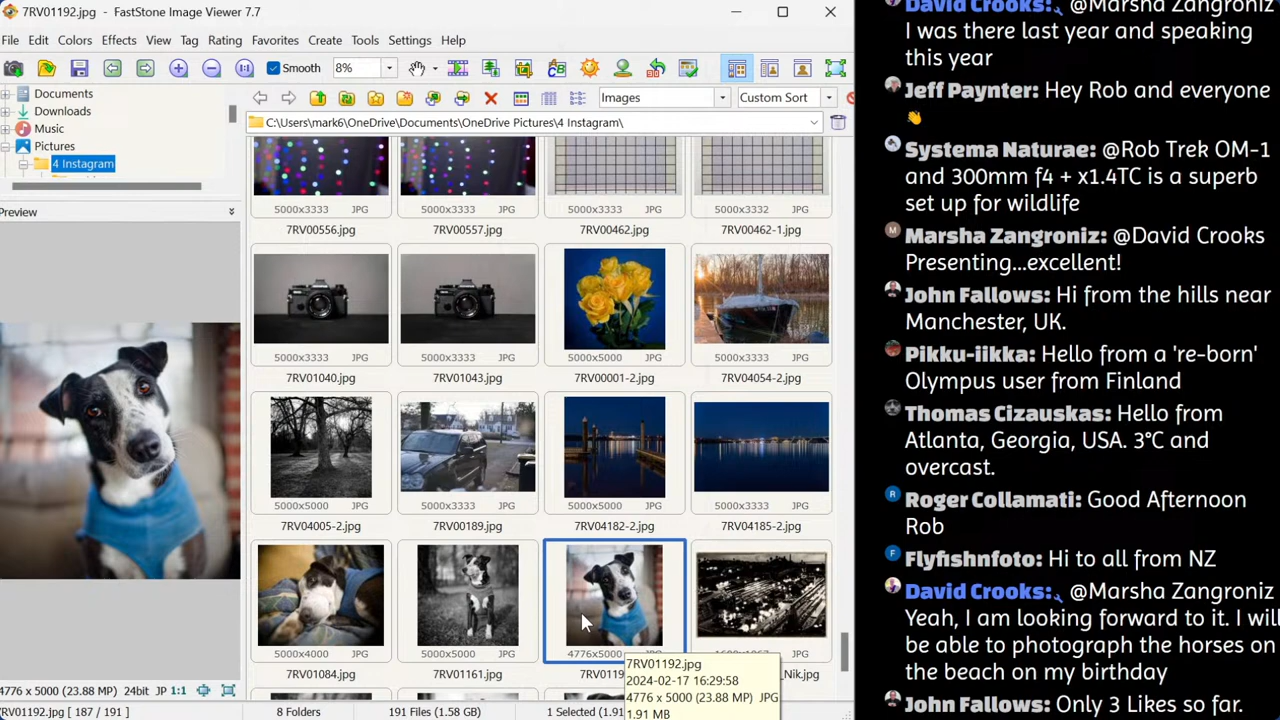 7RV01192.jpg - FastStone Image Viewer 7.7
File Edit Colors Effects View Tag Rating Favorites Create Tools Settings Help
Smooth 8%
Documents
Downloads
Music
Pictures
4 Instagram
Images Custom Sort
C:\Users\mark6\OneDrive\Documents\OneDrive Pictures\4 Instagram\
Preview
5000x3333 JPG 5000x3333 JPG 5000x3333 JPG 5000x3332 JPG
7RV00556.jpg 7RV00557.jpg 7RV00462.jpg 7RV00462-1.jpg
5000x3333 JPG 5000x3333 JPG 5000x5000 JPG 5000x3333 JPG
7RV01040.jpg 7RV01043.jpg 7RV00001-2.jpg 7RV04054-2.jpg
5000x5000 JPG 5000x3333 JPG 5000x5000 JPG 5000x3333 JPG
7RV04005-2.jpg 7RV00189.jpg 7RV04182-2.jpg 7RV04185-2.jpg
5000x4000 JPG 5000x5000 JPG 4776x5000
7RV01084.jpg 7RV01161.jpg 7RV0119 _Nik.jpg
7RV01192.jpg
2024-02-17 16:29:58
4776 x 5000 (23.88 MP) JPG
1.91 MB
4776 x 5000 (23.88 MP) 24bit JPG 1:1
7RV01192.jpg [ 187 / 191 ]
8 Folders 191 Files (1.58 GB) 1 Selected (1.91
David Crooks: @Marsha Zangroniz
I was there last year and speaking
this year
Jeff Paynter: Hey Rob and everyone
👋
Systema Naturae: @Rob Trek OM-1
and 300mm f4 + x1.4TC is a superb
set up for wildlife
Marsha Zangroniz: @David Crooks
Presenting...excellent!
John Fallows: Hi from the hills near
Manchester, UK.
Pikku-iikka: Hello from a 're-born'
Olympus user from Finland
Thomas Cizauskas: Hello from
Atlanta, Georgia, USA. 3°C and
overcast.
Roger Collamati: Good Afternoon
Rob
Flyfishnfoto: Hi to all from NZ
David Crooks: @Marsha Zangroniz
Yeah, I am looking forward to it. I will
be able to photograph the horses on
the beach on my birthday
John Fallows: Only 3 Likes so far.